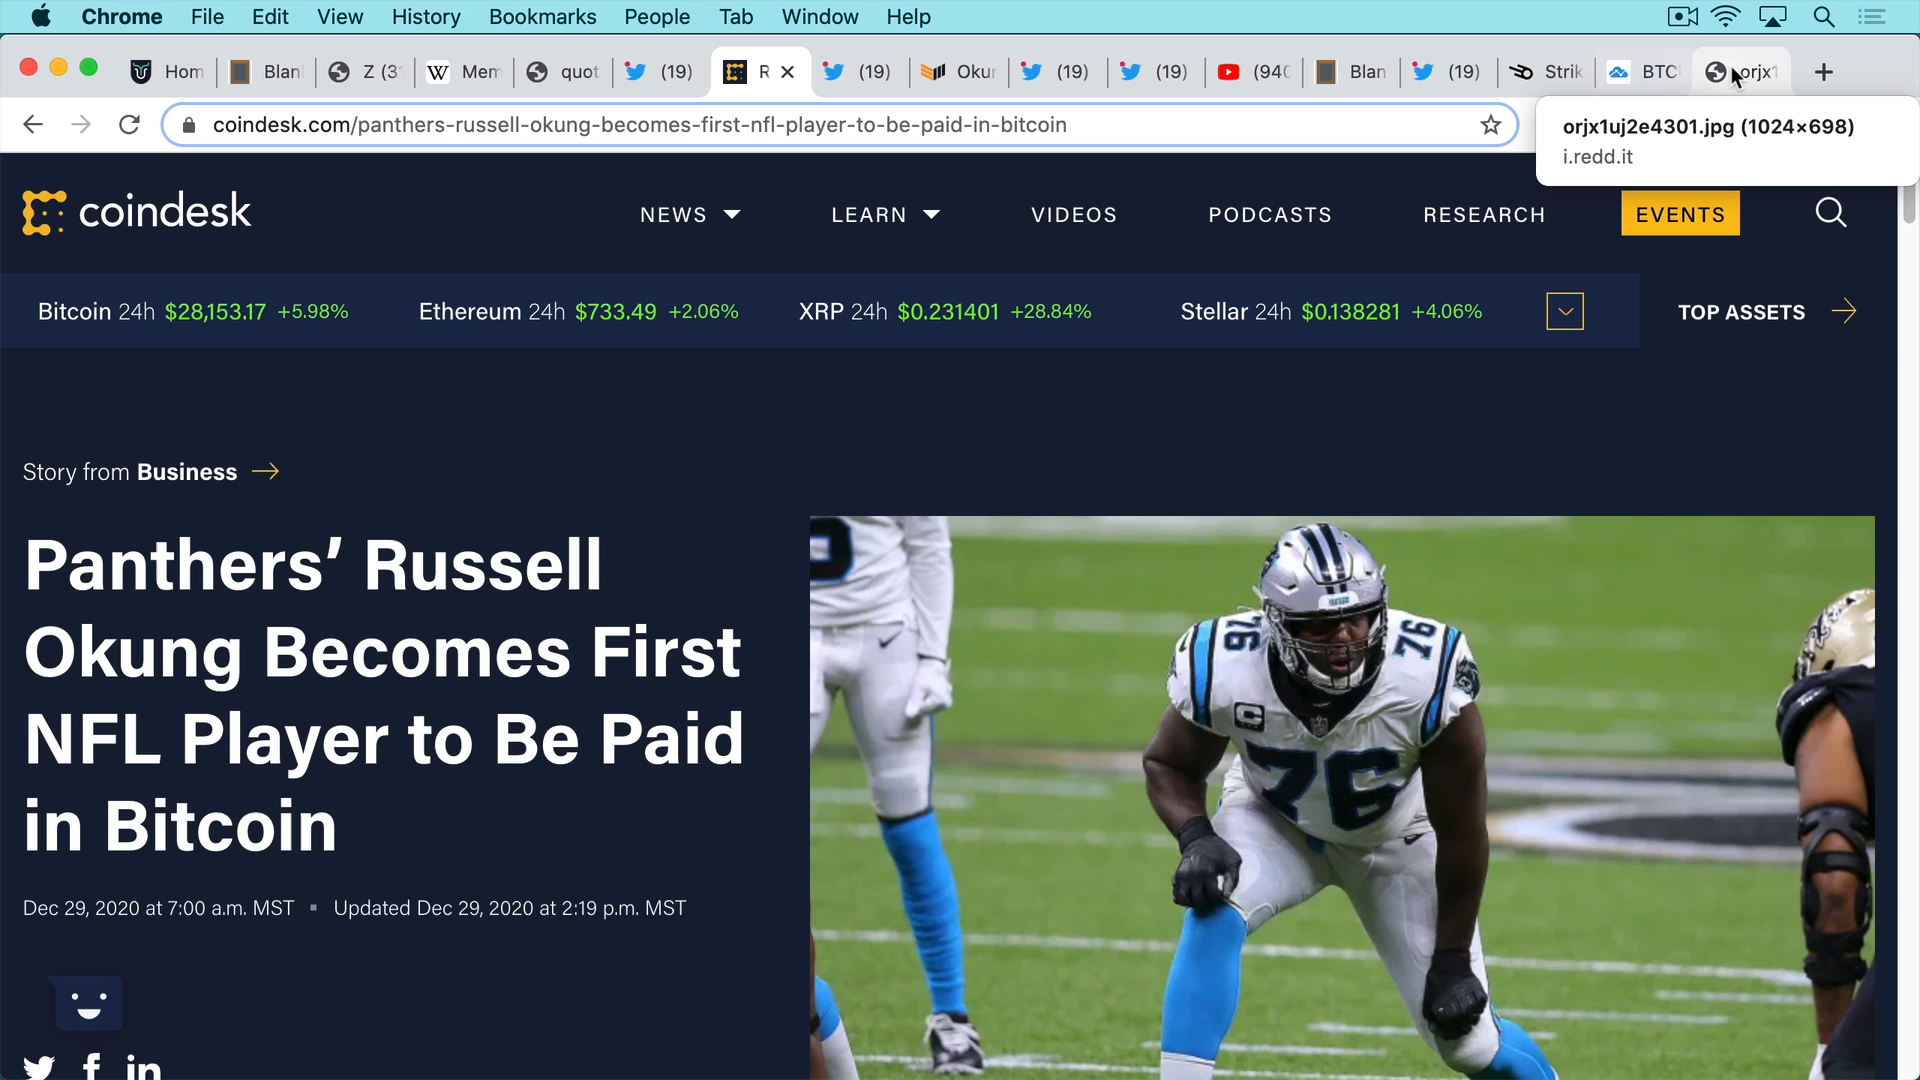 Chrome File Edit View History Bookmarks People Tab Window Help
Hom Blan Z (3 W Mem quot (19) R (19) Okun (19) (19) (940 Blan (19) Strik BTC orjx1
coindesk.com/panthers-russell-okung-becomes-first-nfl-player-to-be-paid-in-bitcoin
orjx1uj2e4301.jpg (1024×698)
i.redd.it
coindesk NEWS LEARN VIDEOS PODCASTS RESEARCH EVENTS
Bitcoin 24h $28,153.17 +5.98% Ethereum 24h $733.49 +2.06% XRP 24h $0.231401 +28.84% Stellar 24h $0.138281 +4.06% TOP ASSETS
Story from Business
Panthers’ Russell
Okung Becomes First
NFL Player to Be Paid
in Bitcoin
Dec 29, 2020 at 7:00 a.m. MST ▪ Updated Dec 29, 2020 at 2:19 p.m. MST
76 76
C
76